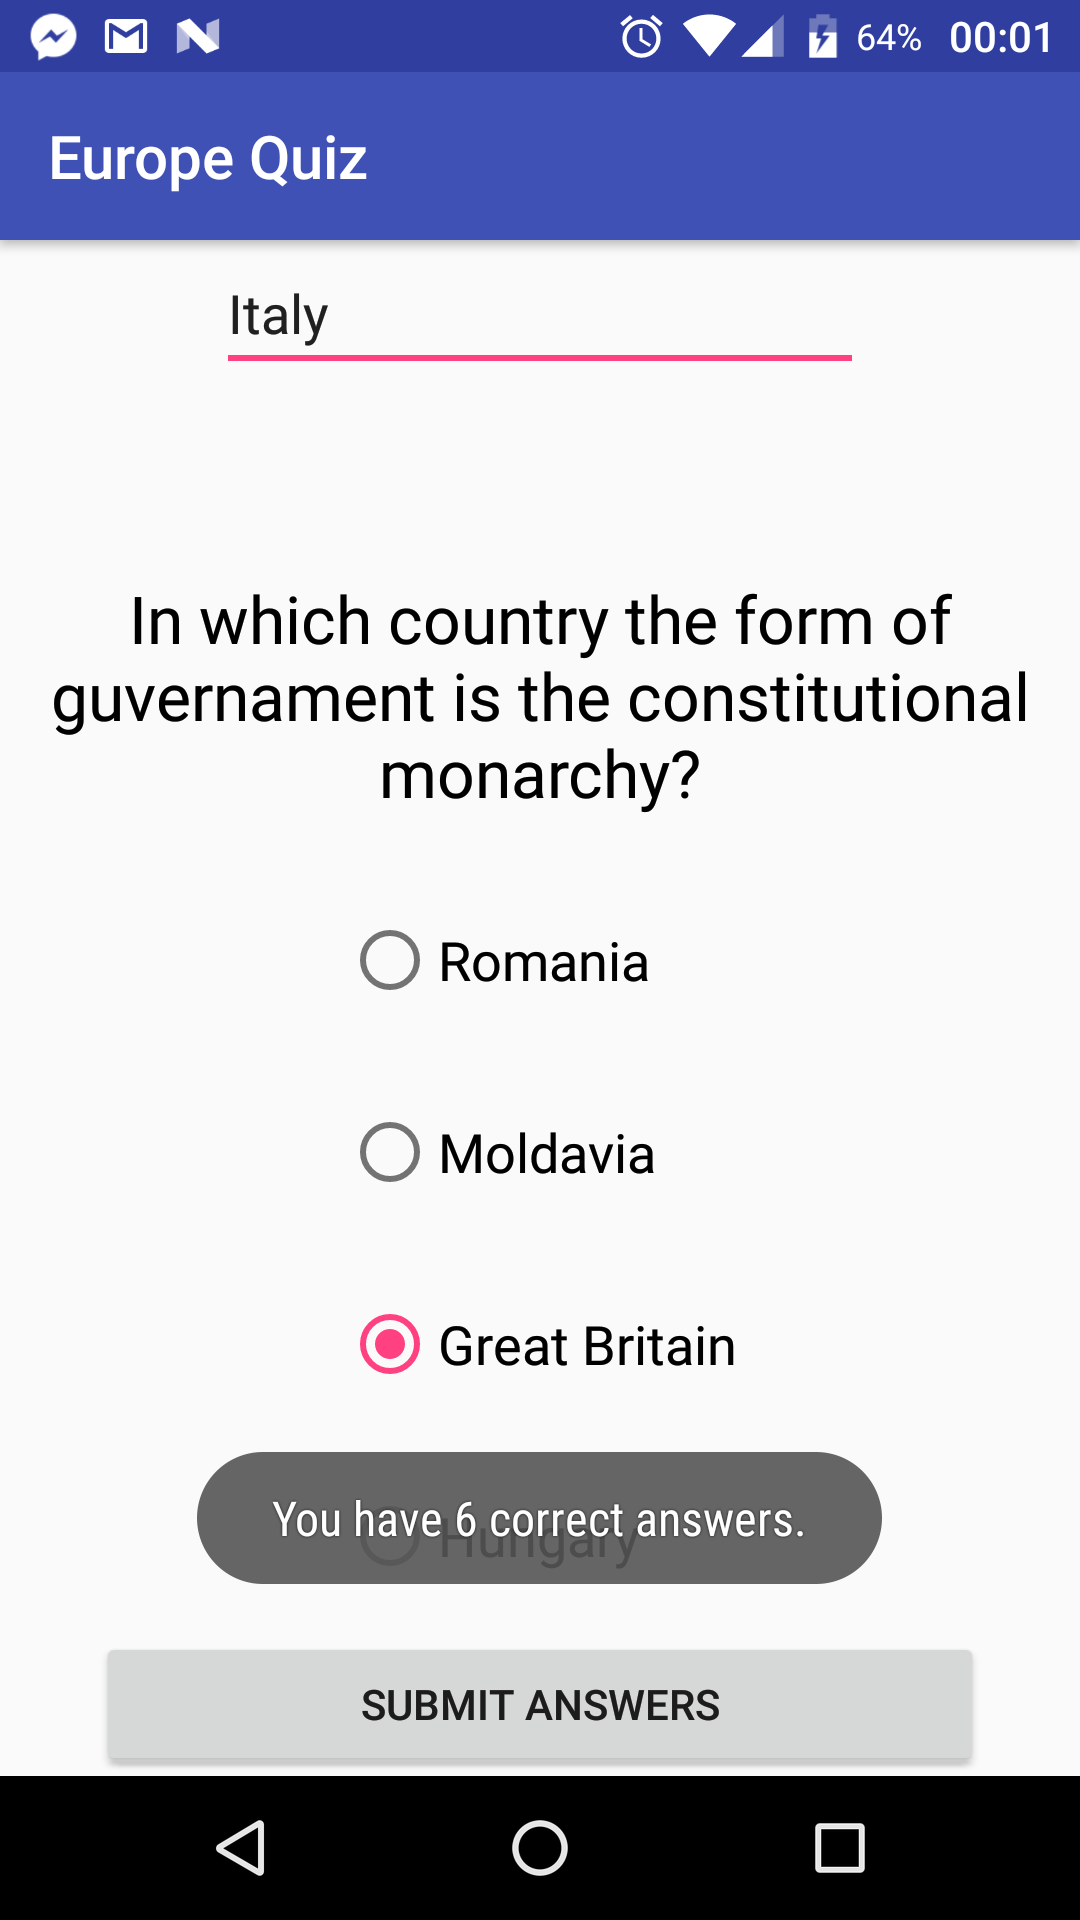 64% 00:01
Europe Quiz
Italy
In which country the form of
guvernament is the constitutional
monarchy?
Romania
Moldavia
Great Britain
You have 6 correct answers.
Hungary
SUBMIT ANSWERS